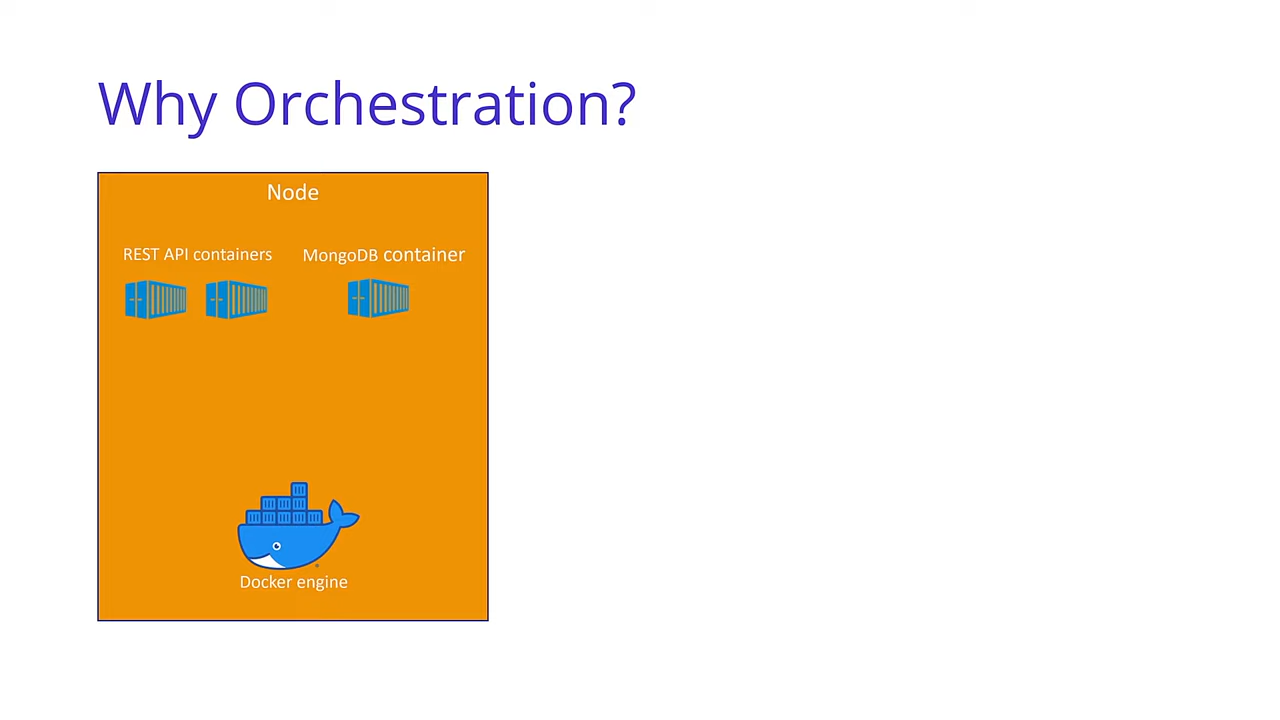 Why Orchestration?
Node
REST API containers
MongoDB container
Docker engine